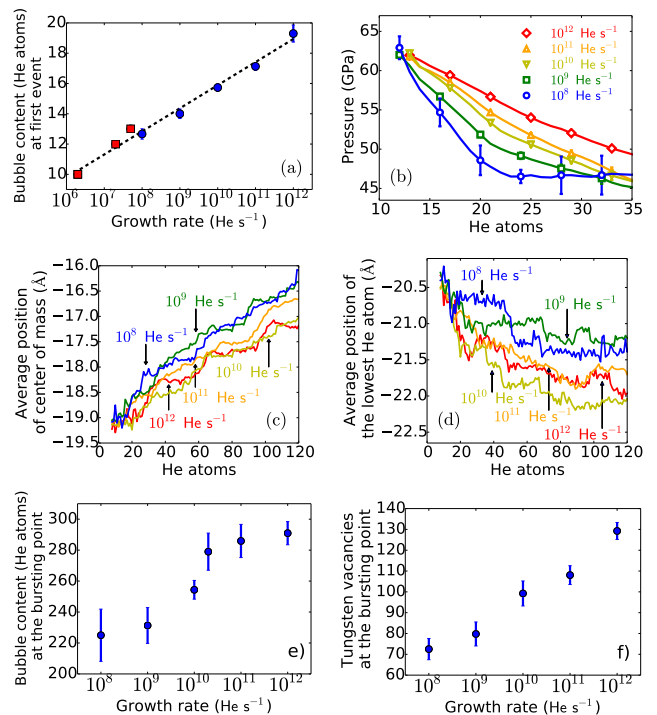 Bubble content (He atoms)
at first event
20
18
16
14
12
10
8
10^6 10^7 10^8 10^9 10^10 10^11 10^12
Growth rate (He s⁻¹)
(a)
Pressure (GPa)
65
60
55
50
45
10 15 20 25 30 35
He atoms
10^12 He s⁻¹
10^11 He s⁻¹
10^10 He s⁻¹
10^9 He s⁻¹
10^8 He s⁻¹
(b)
Average position
of center of mass (Å)
−16.0
−16.5
−17.0
−17.5
−18.0
−18.5
−19.0
−19.5
0 20 40 60 80 100 120
He atoms
10^9 He s⁻¹
10^8 He s⁻¹
10^10 He s⁻¹
10^11 He s⁻¹
10^12 He s⁻¹
(c)
Average position of
the lowest He atom (Å)
−20.5
−21.0
−21.5
−22.0
−22.5
0 20 40 60 80 100 120
He atoms
10^8 He s⁻¹
10^9 He s⁻¹
10^10 He s⁻¹
10^11 He s⁻¹
10^12 He s⁻¹
(d)
Bubble content (He atoms)
at the bursting point
300
280
260
240
220
200
10^8 10^9 10^10 10^11 10^12
Growth rate (He s⁻¹)
e)
Tungsten vacancies
at the bursting point
130
120
110
100
90
80
70
60
10^8 10^9 10^10 10^11 10^12
Growth rate (He s⁻¹)
f)